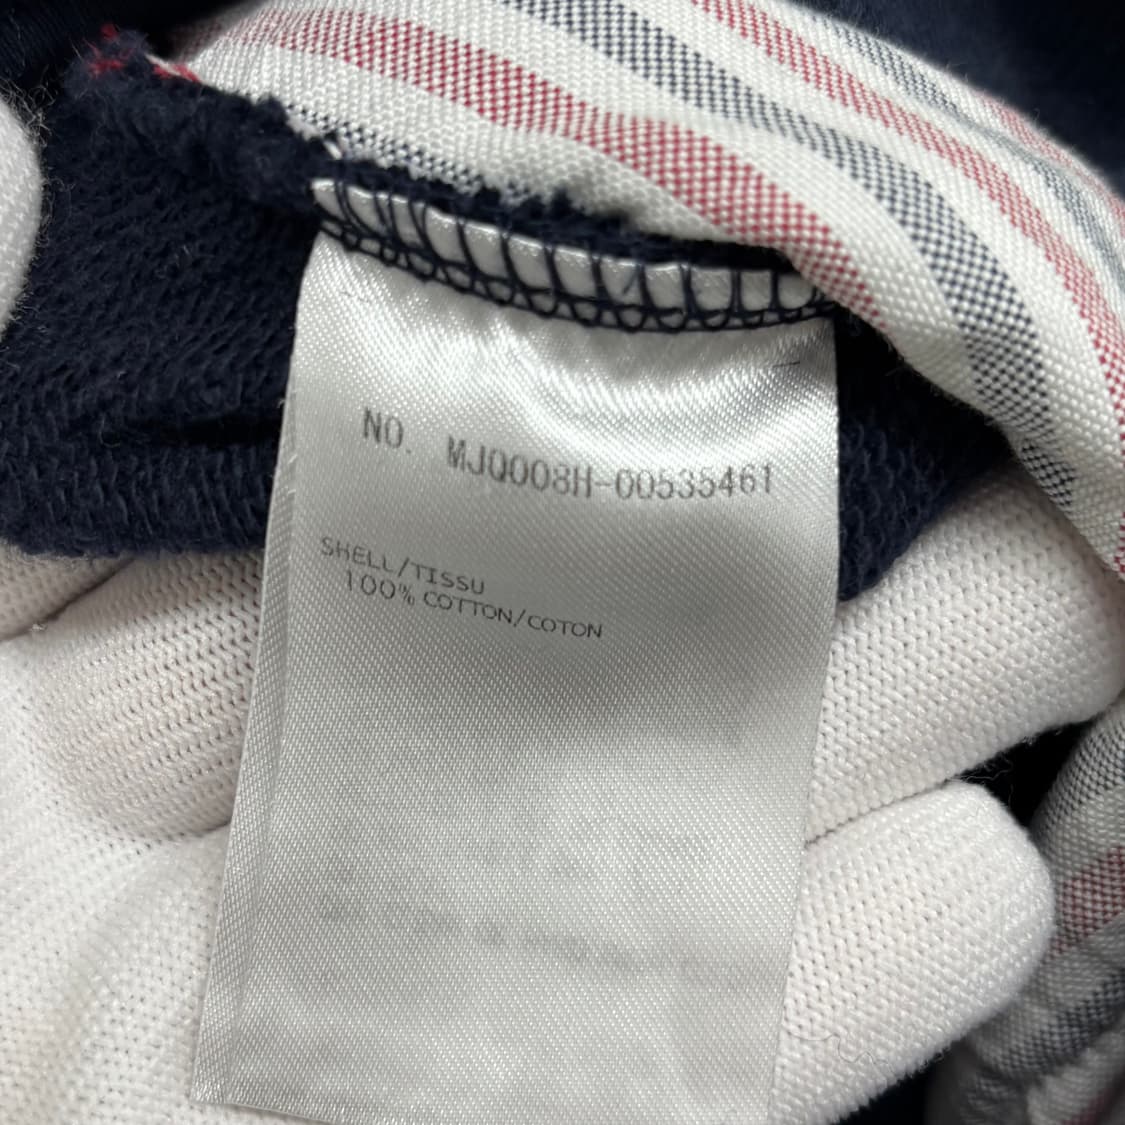 NO. MJQ008H-00535461
SHELL/TISSU
100% COTTON/COTON